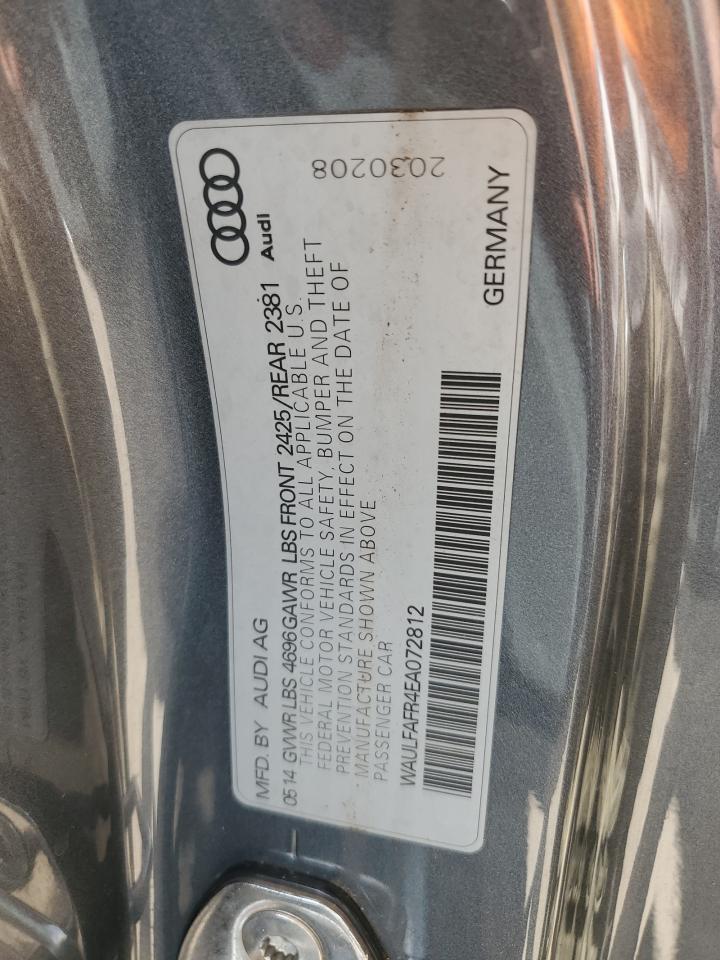 MFD. BY AUDI AG
Audi
05 14 GVWR LBS 4696 GAWR LBS FRONT 2425/REAR 2381
THIS VEHICLE CONFORMS TO ALL APPLICABLE U.S.
FEDERAL MOTOR VEHICLE SAFETY, BUMPER AND THEFT
PREVENTION STANDARDS IN EFFECT ON THE DATE OF
MANUFACTURE SHOWN ABOVE
PASSENGER CAR
2030208
WAULFAFR4EA072812
GERMANY